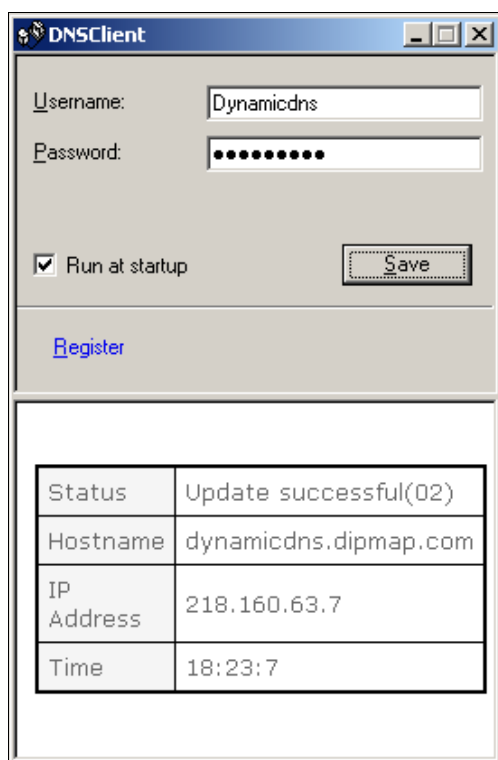 DNSClient
Username: Dynamicdns
Password: •••••••••
Run at startup Save
Register
Status Update successful(02)
Hostname dynamicdns.dipmap.com
IP
Address 218.160.63.7
Time 18:23:7